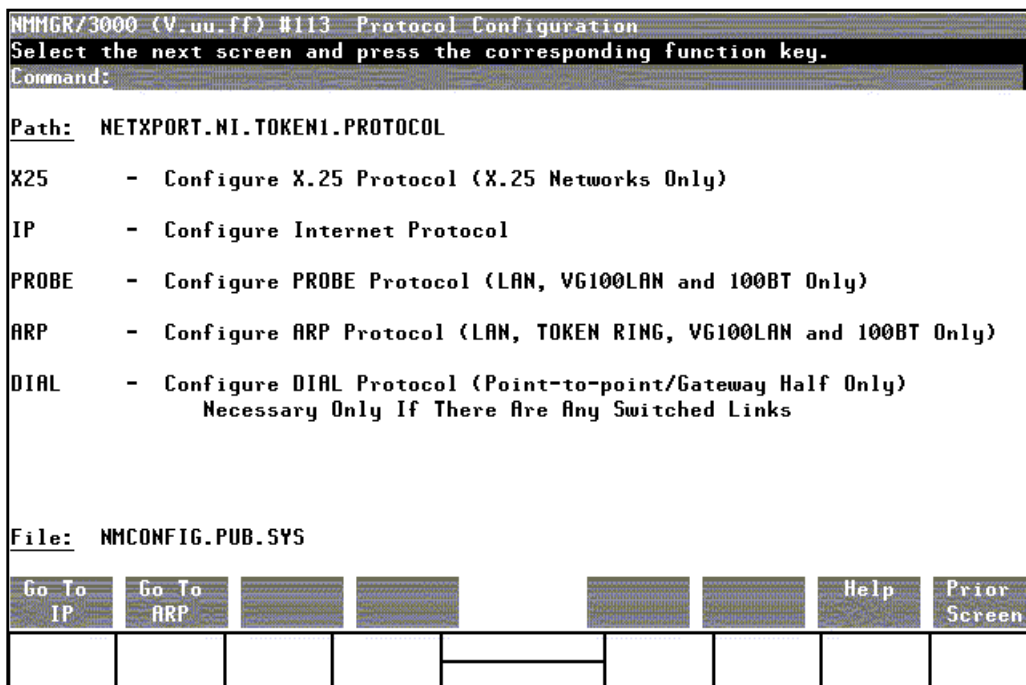 NMMGR/3000 (V.uu.ff) #113  Protocol Configuration
Select the next screen and press the corresponding function key.
Command:
Path:  NETXPORT.NI.TOKEN1.PROTOCOL
X25      -  Configure X.25 Protocol (X.25 Networks Only)
IP       -  Configure Internet Protocol
PROBE    -  Configure PROBE Protocol (LAN, VG100LAN and 100BT Only)
ARP      -  Configure ARP Protocol (LAN, TOKEN RING, VG100LAN and 100BT Only)
DIAL     -  Configure DIAL Protocol (Point-to-point/Gateway Half Only)
Necessary Only If There Are Any Switched Links
File:  NMCONFIG.PUB.SYS
Go To IP
Go To ARP
Help
Prior Screen